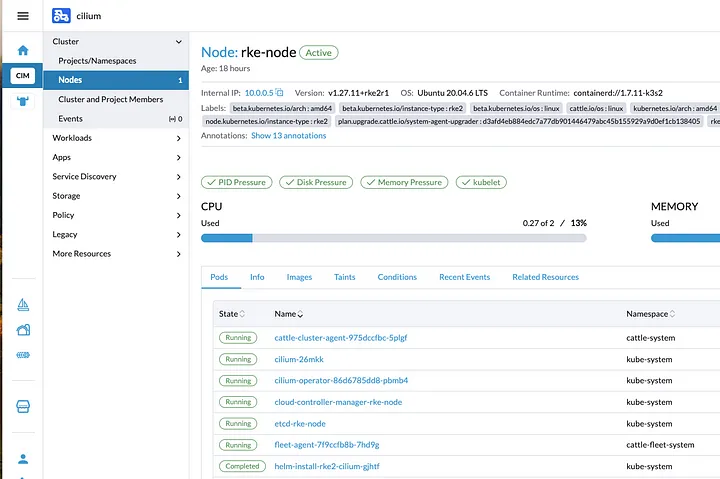 cilium
CIM
Cluster
Projects/Namespaces
Nodes 1
Cluster and Project Members
Events 0
Workloads
Apps
Service Discovery
Storage
Policy
Legacy
More Resources
Node: rke-node Active
Age: 18 hours
Internal IP: 10.0.0.5 Version: v1.27.11+rke2r1 OS: Ubuntu 20.04.6 LTS Container Runtime: containerd://1.7.11-k3s2
Labels: beta.kubernetes.io/arch : amd64 beta.kubernetes.io/instance-type : rke2 beta.kubernetes.io/os : linux cattle.io/os : linux kubernetes.io/arch : amd64
node.kubernetes.io/instance-type : rke2 plan.upgrade.cattle.io/system-agent-upgrader : d3afd4eb884edc7a77db901446479abc45b155929a9d0ef1cb138405 rke
Annotations: Show 13 annotations
PID Pressure Disk Pressure Memory Pressure kubelet
CPU MEMORY
Used 0.27 of 2 / 13% Used
Pods Info Images Taints Conditions Recent Events Related Resources
State Name Namespace
Running cattle-cluster-agent-975dccfbc-5plgf cattle-system
Running cilium-26mkk kube-system
Running cilium-operator-86d6785dd8-pbmb4 kube-system
Running cloud-controller-manager-rke-node kube-system
Running etcd-rke-node kube-system
Running fleet-agent-7f9ccfb8b-7hd9g cattle-fleet-system
Completed helm-install-rke2-cilium-gjhtf kube-system